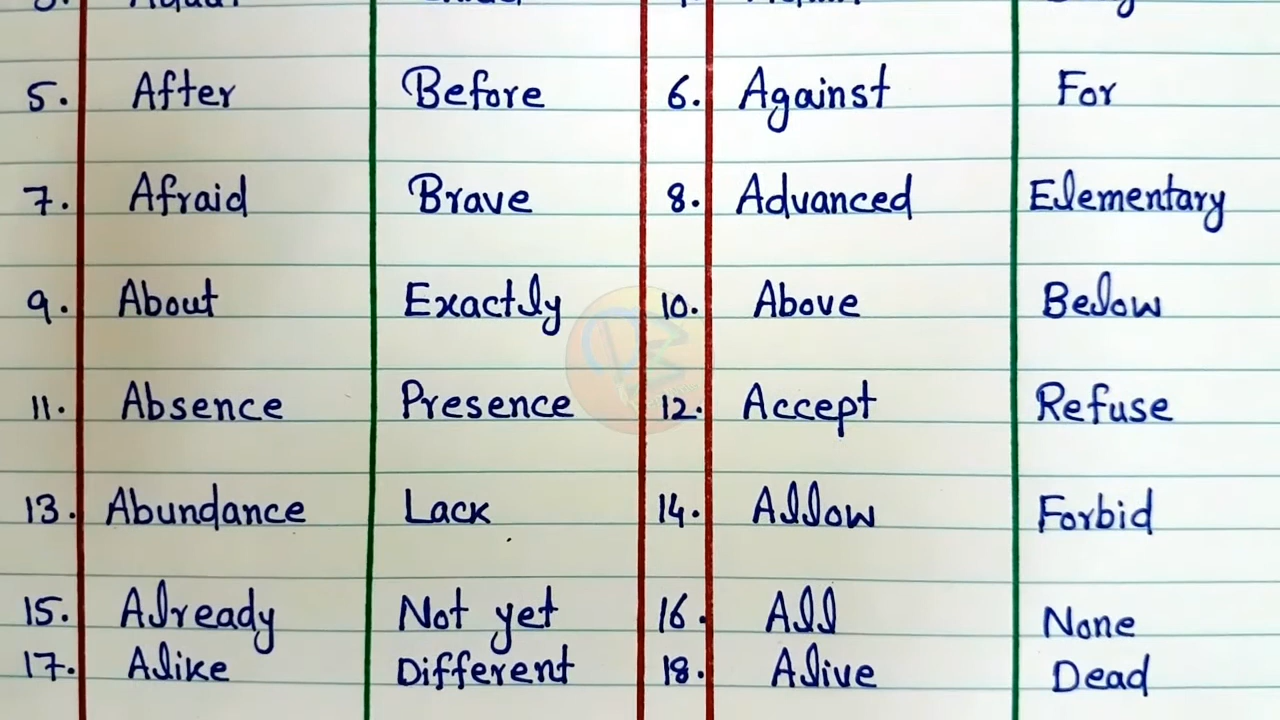 5. After Before 6. Against For
7. Afraid Brave 8. Advanced Elementary
9. About Exactly 10. Above Below
11. Absence Presence 12. Accept Refuse
13. Abundance Lack 14. Allow Forbid
15. Already Not yet 16. All None
17. Alike Different 18. Alive Dead